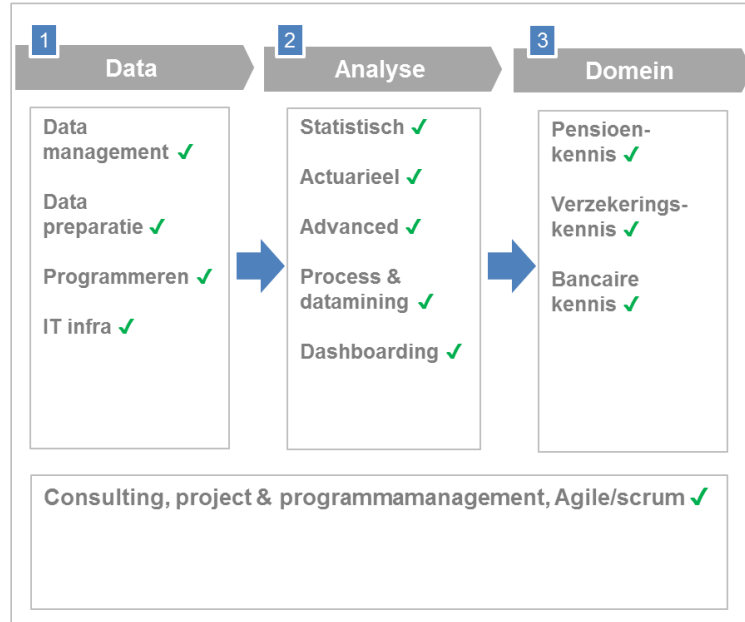 1
Data
Data
management ✓
Data
preparatie ✓
Programmeren ✓
IT infra ✓
2
Analyse
Statistisch ✓
Actuarieel ✓
Advanced ✓
Process &
datamining ✓
Dashboarding ✓
3
Domein
Pensioen-
kennis ✓
Verzekerings-
kennis ✓
Bancaire
kennis ✓
Consulting, project & programmamanagement, Agile/scrum ✓